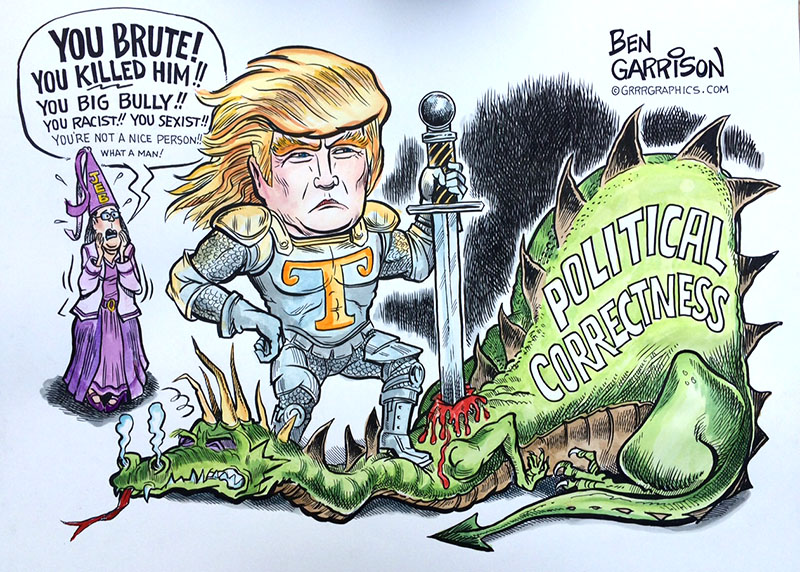 YOU BRUTE!
YOU KILLED HIM!!
YOU BIG BULLY!!
YOU RACIST!! YOU SEXIST!!
YOU'RE NOT A NICE PERSON!!
WHAT A MAN!
BEN
GARRISON
©GRRRGRAPHICS.COM
JEB
T
POLITICAL
CORRECTNESS